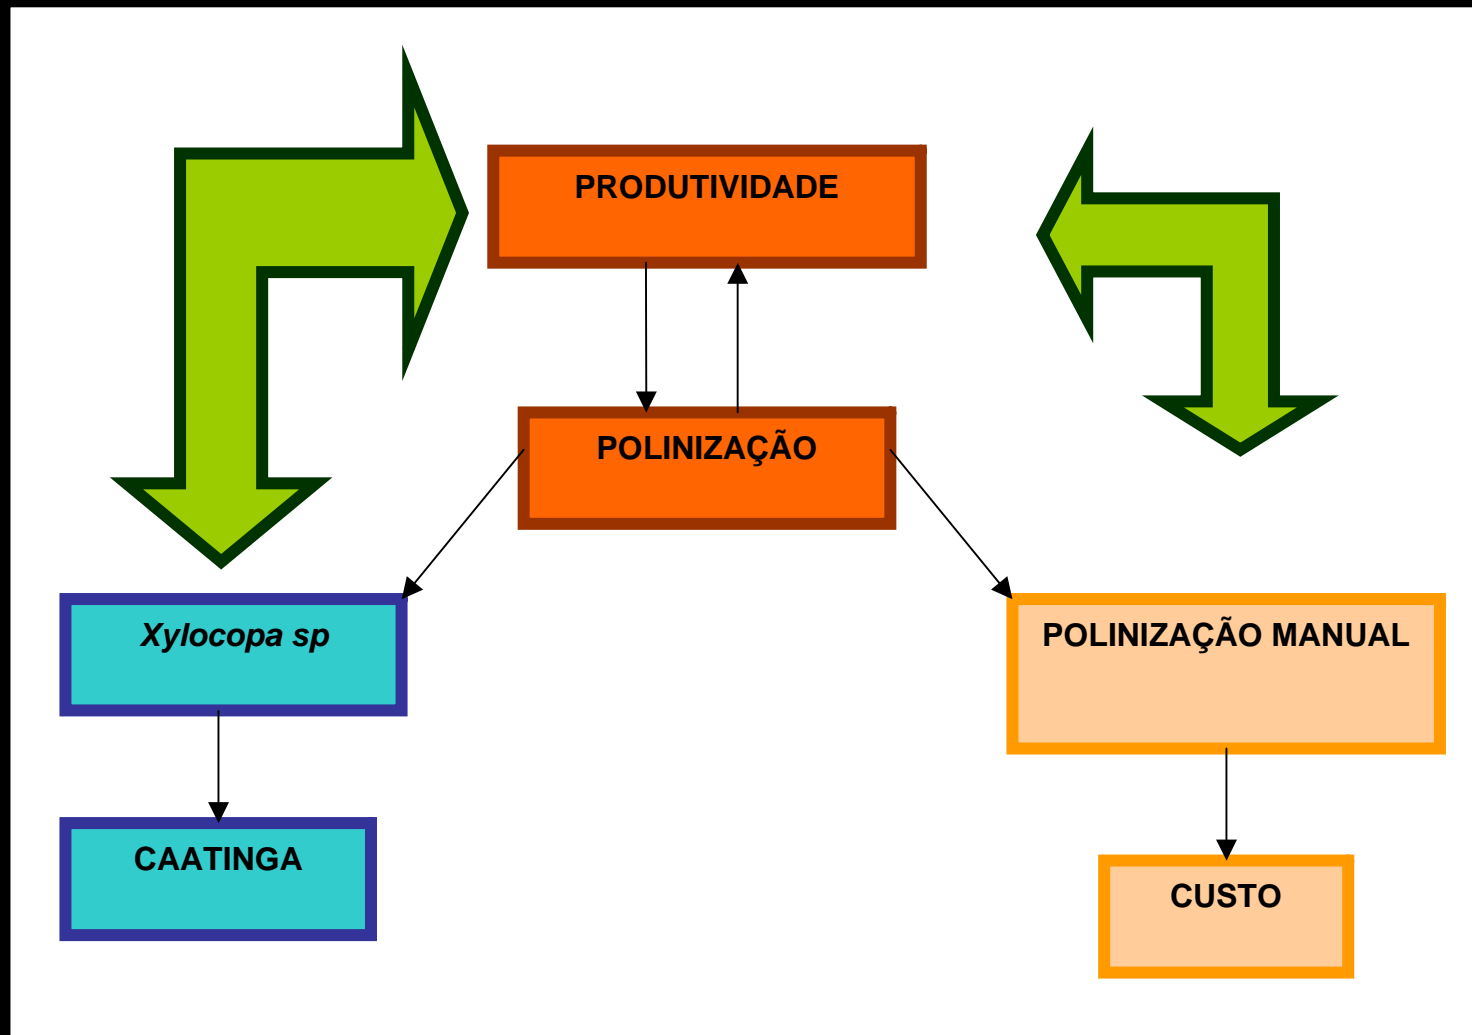 PRODUTIVIDADE
POLINIZAÇÃO
Xylocopa sp
POLINIZAÇÃO MANUAL
CAATINGA
CUSTO